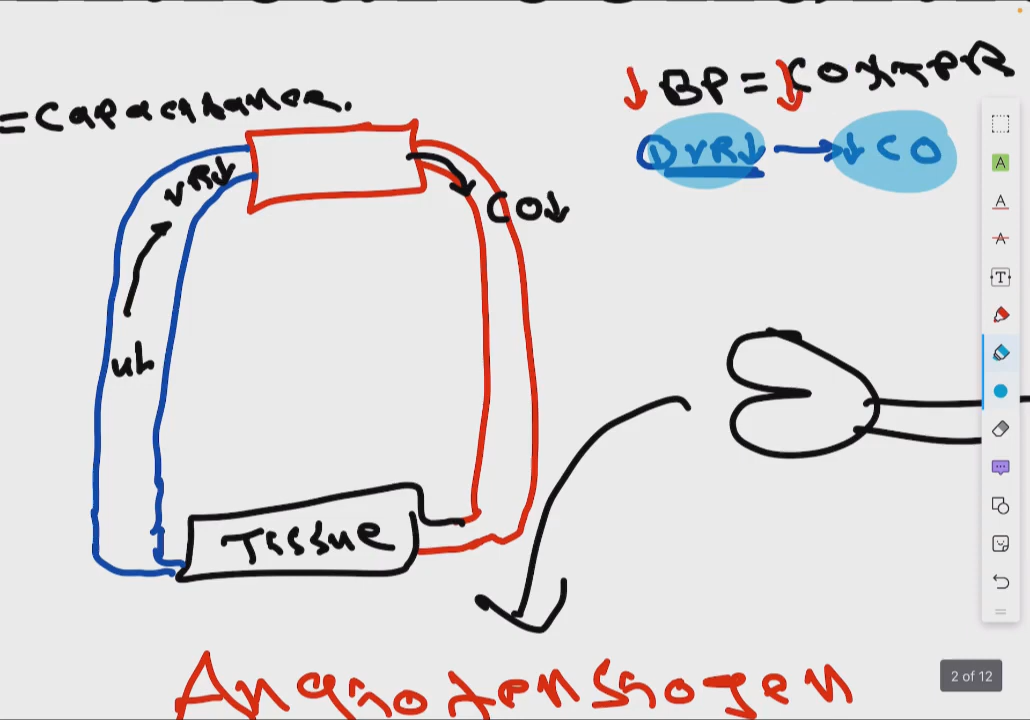 BP = CO x TPR
= Capacitance.
VR↓ → ↓ CO
VR↓
CO↓
Tissue
Angiotensinogen
2 of 12